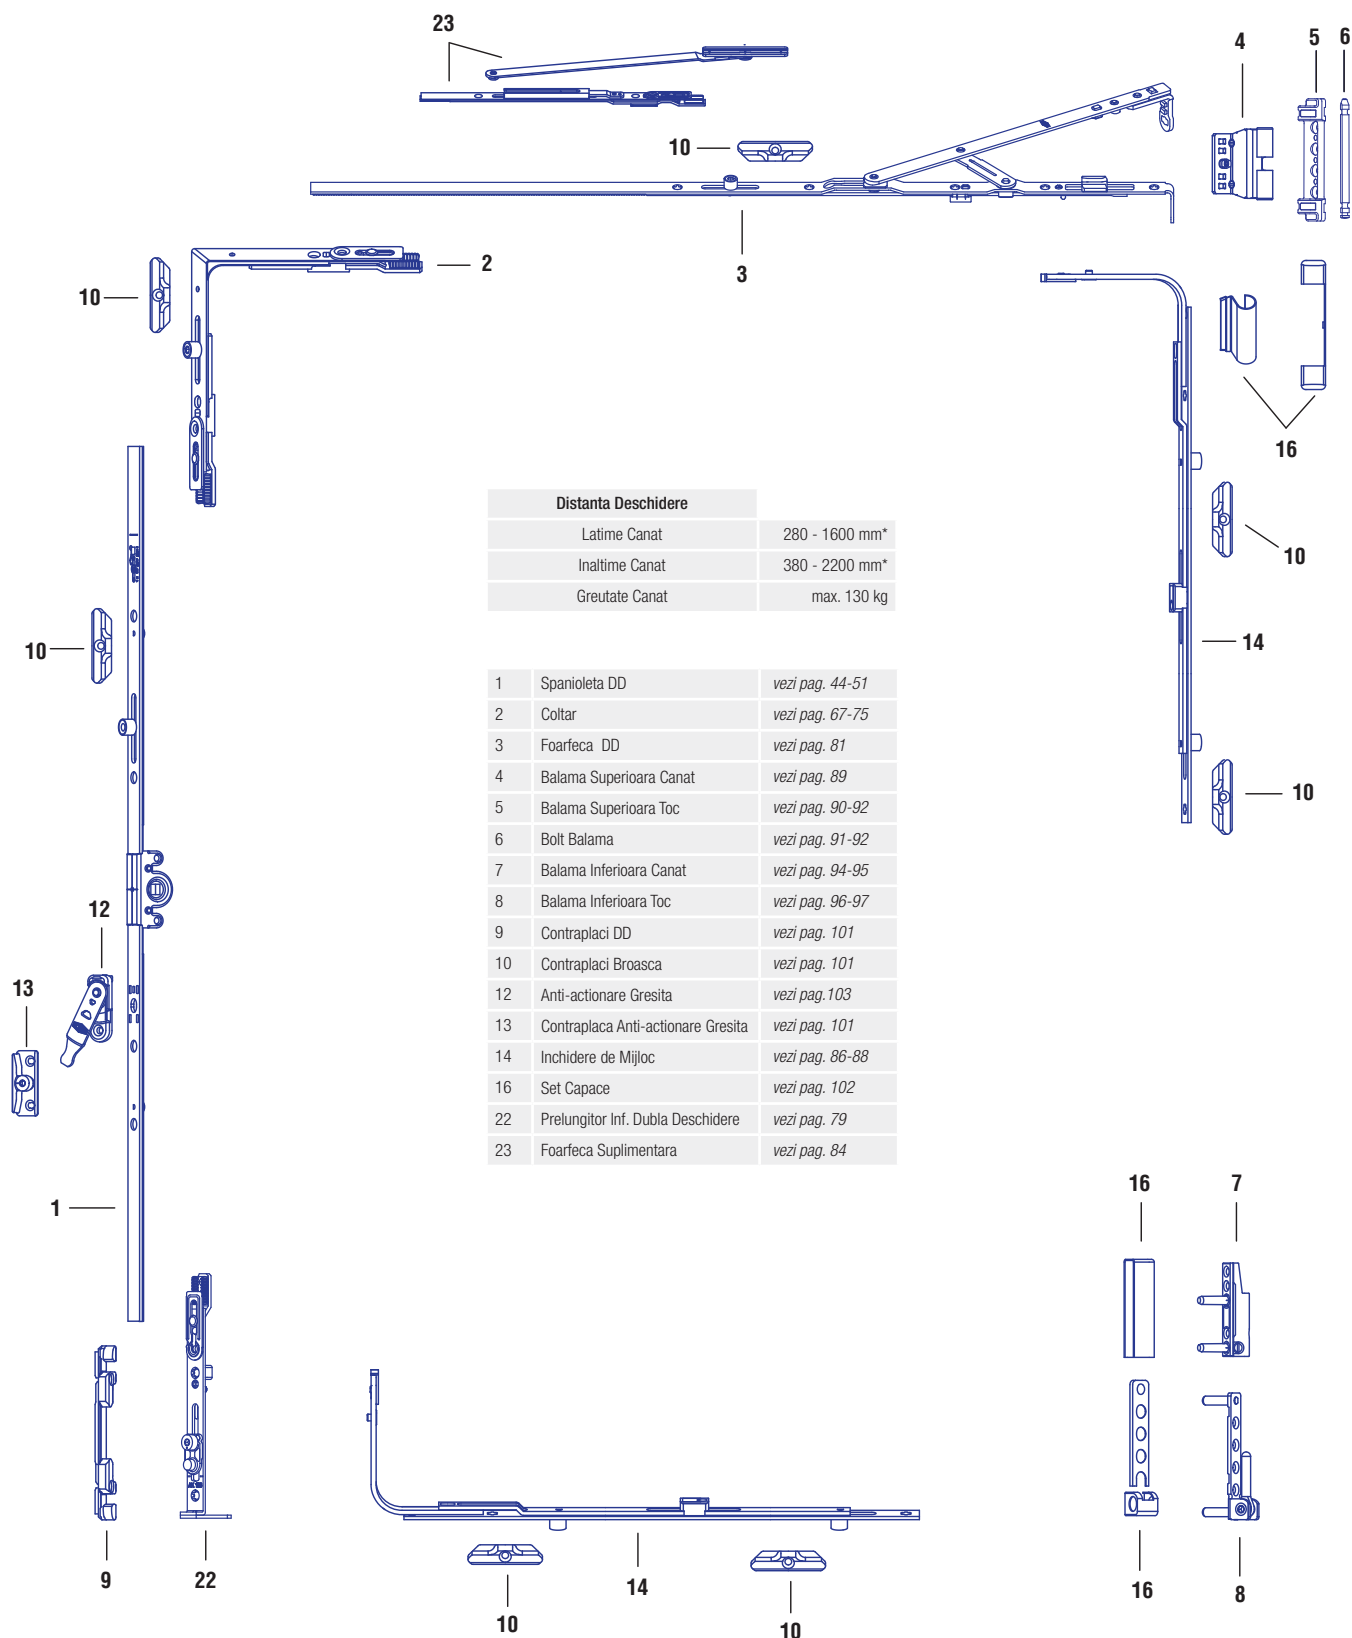 23
4
5
6
10
3
2
10
16
10
14
10
Distanta Deschidere
Latime Canat 280 - 1600 mm*
Inaltime Canat 380 - 2200 mm*
Greutate Canat max. 130 kg
10
1 Spanioleta DD vezi pag. 44-51
2 Coltar vezi pag. 67-75
3 Foarfeca DD vezi pag. 81
4 Balama Superioara Canat vezi pag. 89
5 Balama Superioara Toc vezi pag. 90-92
6 Bolt Balama vezi pag. 91-92
7 Balama Inferioara Canat vezi pag. 94-95
8 Balama Inferioara Toc vezi pag. 96-97
9 Contraplaci DD vezi pag. 101
10 Contraplaci Broasca vezi pag. 101
12 Anti-actionare Gresita vezi pag.103
13 Contraplaca Anti-actionare Gresita vezi pag. 101
14 Inchidere de Mijloc vezi pag. 86-88
16 Set Capace vezi pag. 102
22 Prelungitor Inf. Dubla Deschidere vezi pag. 79
23 Foarfeca Suplimentara vezi pag. 84
12
13
1
16
7
9
22
10
14
10
16
8